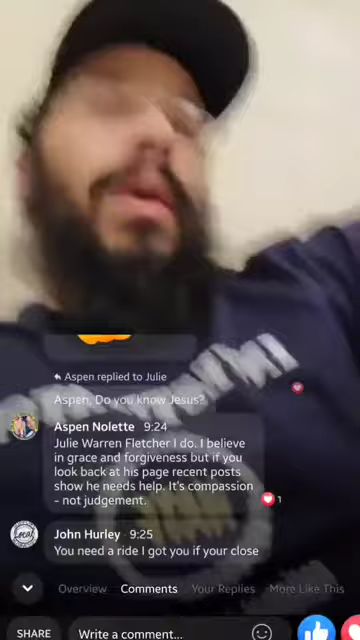 Aspen replied to Julie
Aspen, Do you know Jesus?
Aspen Nolette 9:24
Julie Warren Fletcher I do. I believe
in grace and forgiveness but if you
look back at his page recent posts
show he needs help. It's compassion
- not judgement.
1
John Hurley 9:25
You need a ride I got you if your close
Overview Comments Your Replies More Like This
SHARE Write a comment...